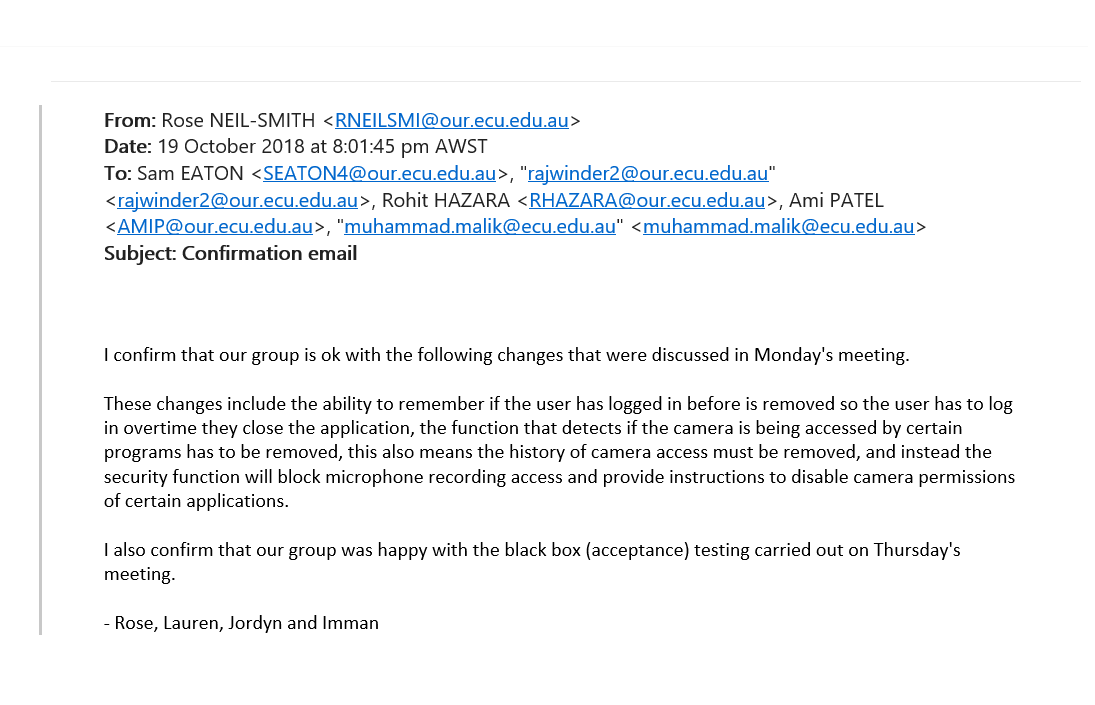 From: Rose NEIL-SMITH <RNEILSMI@our.ecu.edu.au>
Date: 19 October 2018 at 8:01:45 pm AWST
To: Sam EATON <SEATON4@our.ecu.edu.au>, "rajwinder2@our.ecu.edu.au"
<rajwinder2@our.ecu.edu.au>, Rohit HAZARA <RHAZARA@our.ecu.edu.au>, Ami PATEL
<AMIP@our.ecu.edu.au>, "muhammad.malik@ecu.edu.au" <muhammad.malik@ecu.edu.au>
Subject: Confirmation email
I confirm that our group is ok with the following changes that were discussed in Monday's meeting.
These changes include the ability to remember if the user has logged in before is removed so the user has to log
in overtime they close the application, the function that detects if the camera is being accessed by certain
programs has to be removed, this also means the history of camera access must be removed, and instead the
security function will block microphone recording access and provide instructions to disable camera permissions
of certain applications.
I also confirm that our group was happy with the black box (acceptance) testing carried out on Thursday's
meeting.
- Rose, Lauren, Jordyn and Imman